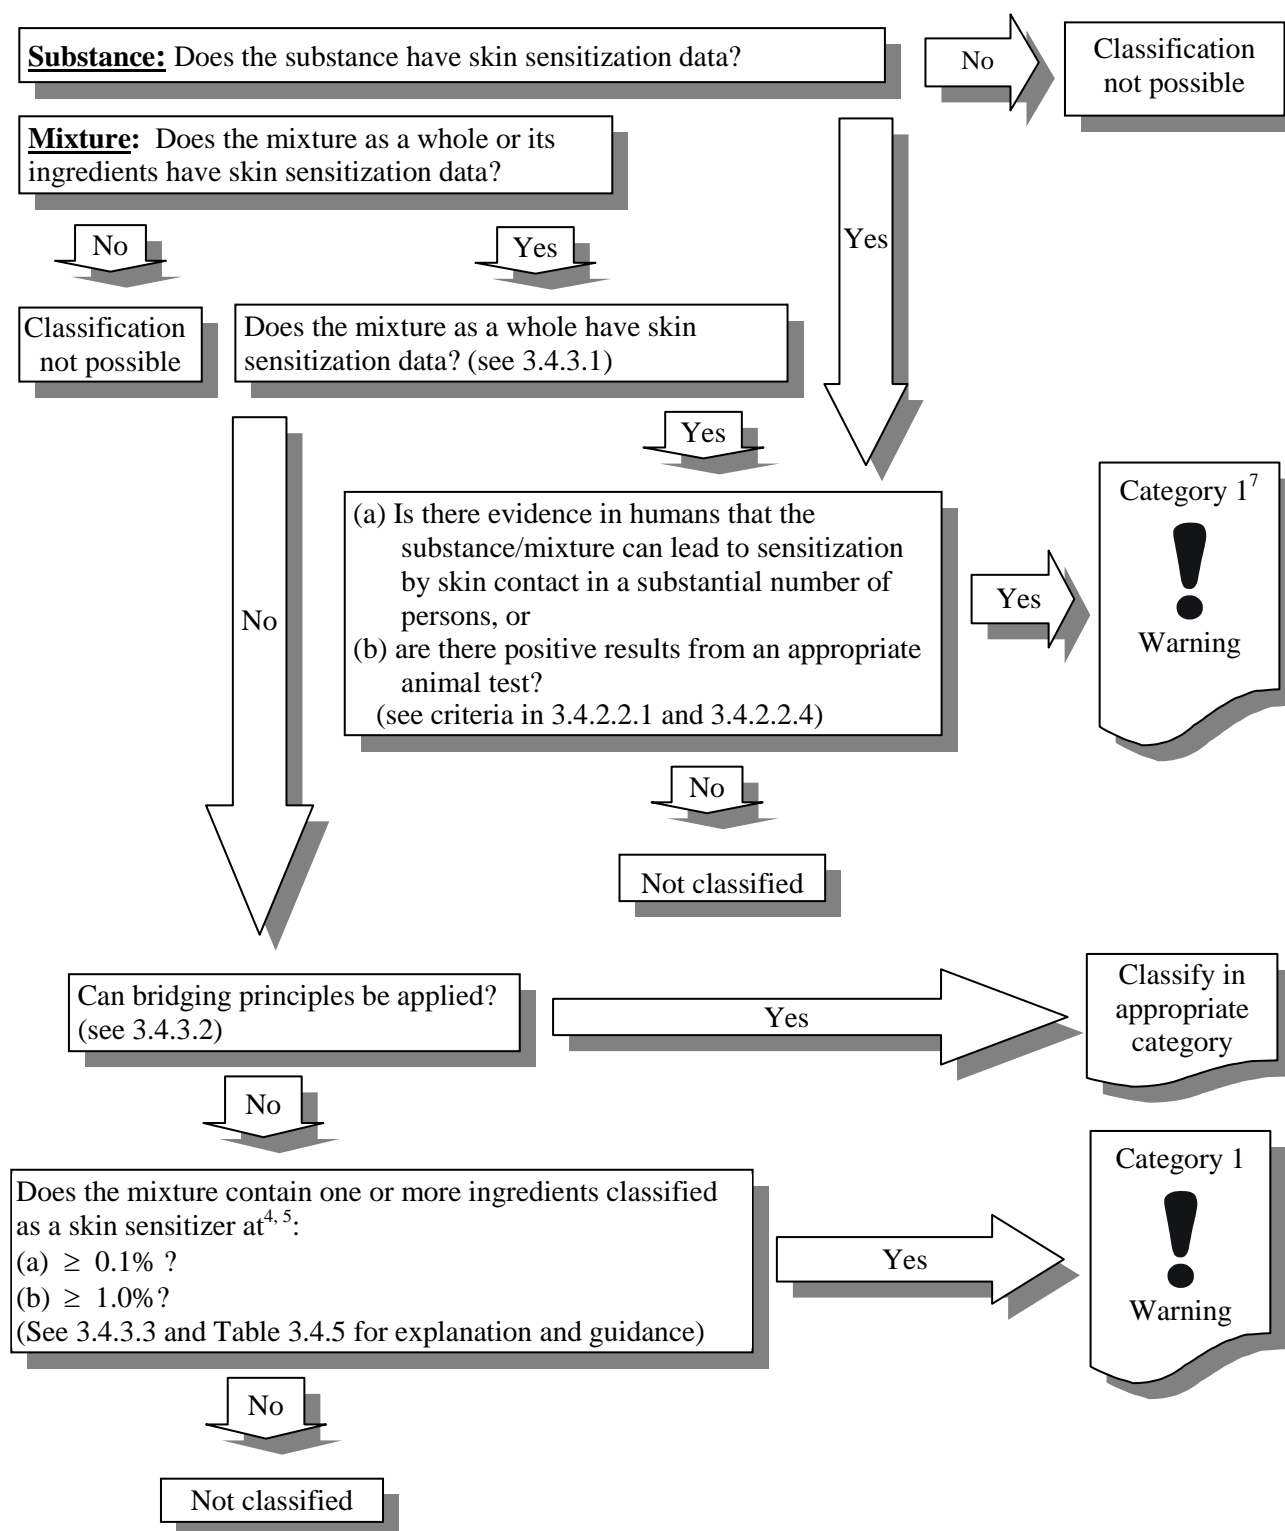 Substance: Does the substance have skin sensitization data?
No
Classification
not possible
Mixture: Does the mixture as a whole or its
ingredients have skin sensitization data?
No
Yes
Yes
Classification
not possible
Does the mixture as a whole have skin
sensitization data? (see 3.4.3.1)
Yes
No
(a) Is there evidence in humans that the
substance/mixture can lead to sensitization
by skin contact in a substantial number of
persons, or
(b) are there positive results from an appropriate
animal test?
(see criteria in 3.4.2.2.1 and 3.4.2.2.4)
Yes
Category 1⁷
!
Warning
No
Not classified
Can bridging principles be applied?
(see 3.4.3.2)
Yes
Classify in
appropriate
category
No
Does the mixture contain one or more ingredients classified
as a skin sensitizer at⁴, ⁵:
(a) ≥ 0.1% ?
(b) ≥ 1.0%?
(See 3.4.3.3 and Table 3.4.5 for explanation and guidance)
Yes
Category 1
!
Warning
No
Not classified